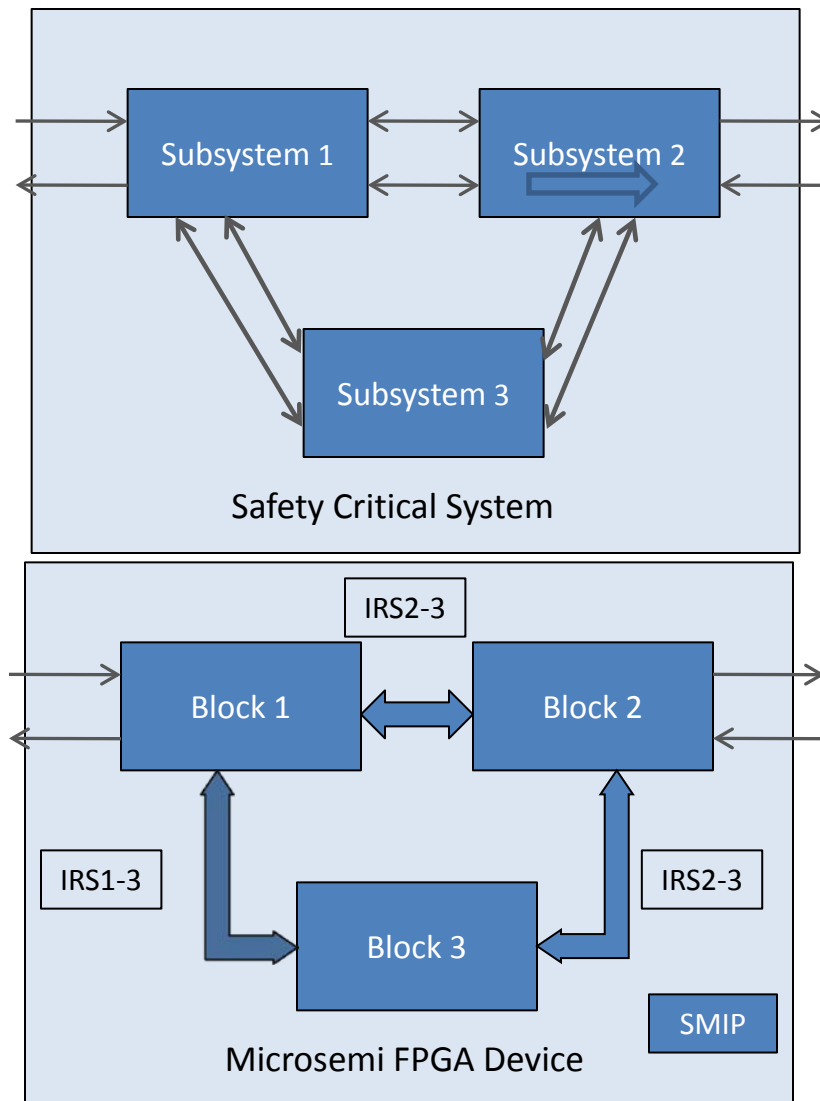 Subsystem 1
Subsystem 2
Subsystem 3
Safety Critical System
IRS2-3
Block 1
Block 2
IRS1-3
IRS2-3
Block 3
SMIP
Microsemi FPGA Device